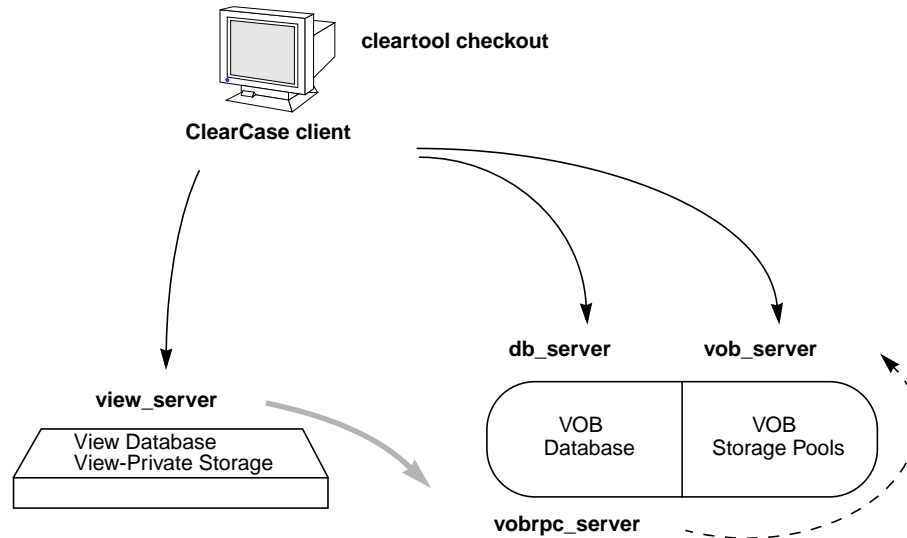 cleartool checkout
ClearCase client
db_server
vob_server
view_server
View Database
View-Private Storage
VOB
Database
VOB
Storage Pools
vobrpc_server